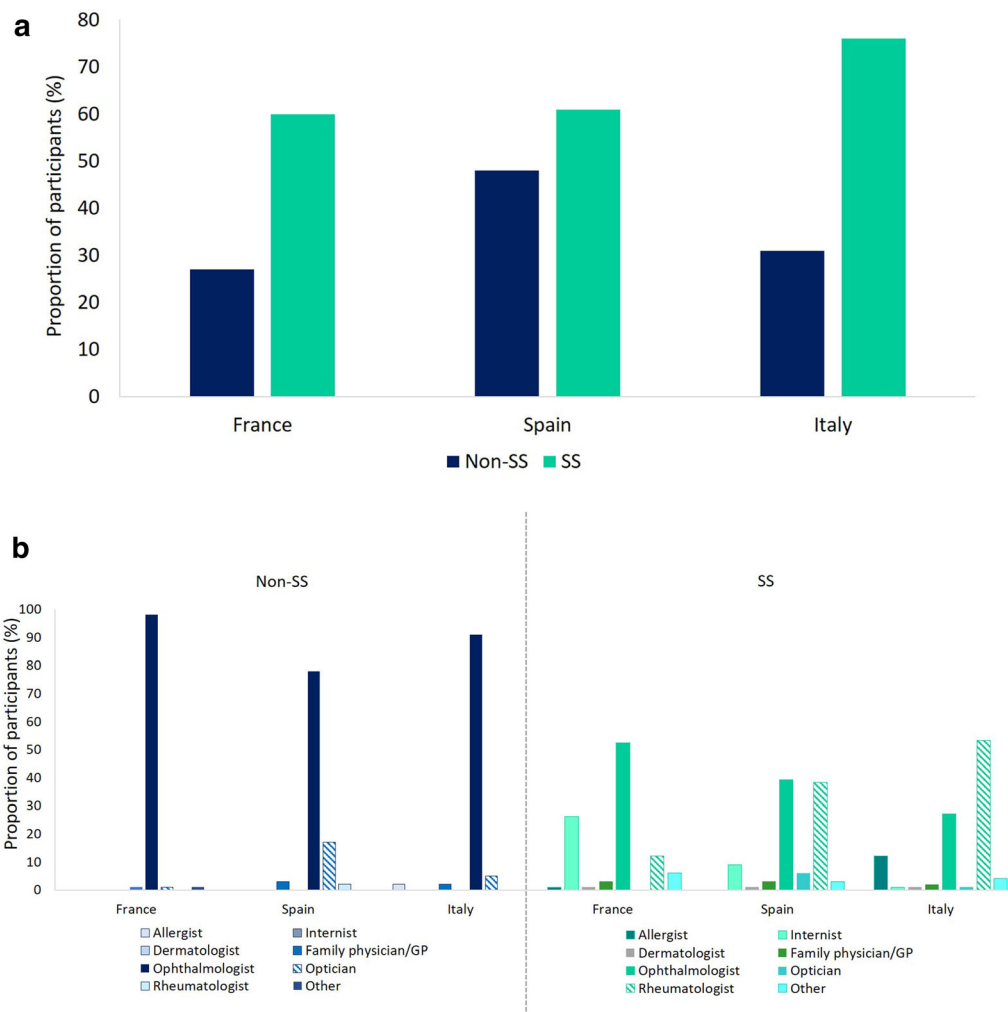 a
Proportion of participants (%)
80
70
60
50
40
30
20
10
0
France Spain Italy
Non-SS SS
b
Non-SS SS
Proportion of participants (%)
100
90
80
70
60
50
40
30
20
10
0
France Spain Italy France Spain Italy
Allergist Internist
Dermatologist Family physician/GP
Ophthalmologist Optician
Rheumatologist Other
Allergist Internist
Dermatologist Family physician/GP
Ophthalmologist Optician
Rheumatologist Other